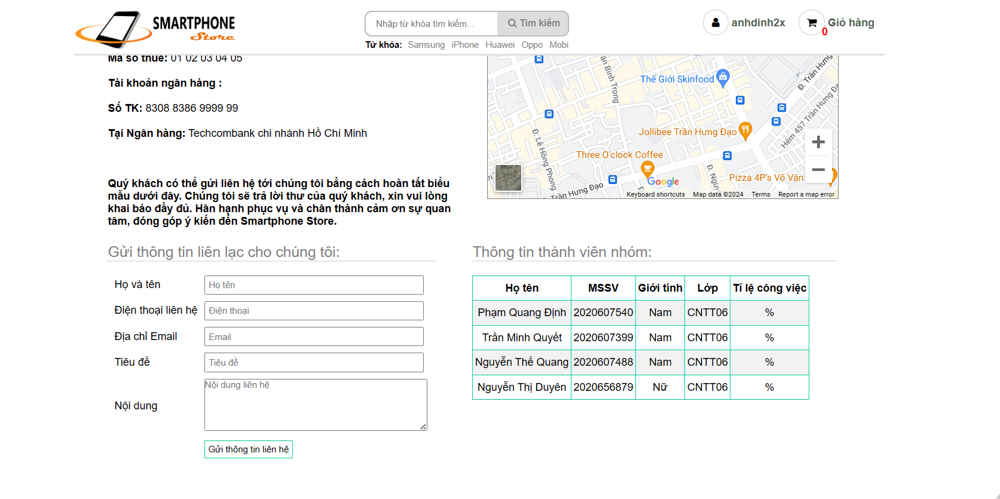 SMARTPHONE
Store
Nhập từ khóa tìm kiếm...
Tìm kiếm
Từ khóa: Samsung iPhone Huawei Oppo Mobi
anhdinh2x
0
Giỏ hàng
Mã số thuế: 01 02 03 04 05
Tài khoản ngân hàng :
Số TK: 8308 8386 9999 99
Tại Ngân hàng: Techcombank chi nhánh Hồ Chí Minh
Quý khách có thể gửi liên hệ tới chúng tôi bằng cách hoàn tất biểu
mẫu dưới đây. Chúng tôi sẽ trả lời thư của quý khách, xin vui lòng
khai báo đầy đủ. Hân hạnh phục vụ và chân thành cảm ơn sự quan
tâm, đóng góp ý kiến đến Smartphone Store.
Bình Trọng
Đ. Trần Hưng
Thế Giới Skinfood
Trần Hưng Đạo
Hẻm 457
Jollibee Trần Hưng Đạo
Đ. Lê Hồng Phong
Three O'clock Coffee
Đ. Nguy
Pizza 4P's Võ Văn
Trần Hưng Đạo
Google
Keyboard shortcuts Map data ©2024 Terms Report a map error
Gửi thông tin liên lạc cho chúng tôi:
Họ và tên Họ tên
Điện thoại liên hệ Điện thoại
Địa chỉ Email Email
Tiêu đề Tiêu đề
Nội dung Nội dung liên hệ
Gửi thông tin liên hệ
Thông tin thành viên nhóm:
Họ tên MSSV Giới tính Lớp Tỉ lệ công việc
Phạm Quang Định 2020607540 Nam CNTT06 %
Trần Minh Quyết 2020607399 Nam CNTT06 %
Nguyễn Thế Quang 2020607488 Nam CNTT06 %
Nguyễn Thị Duyên 2020656879 Nữ CNTT06 %